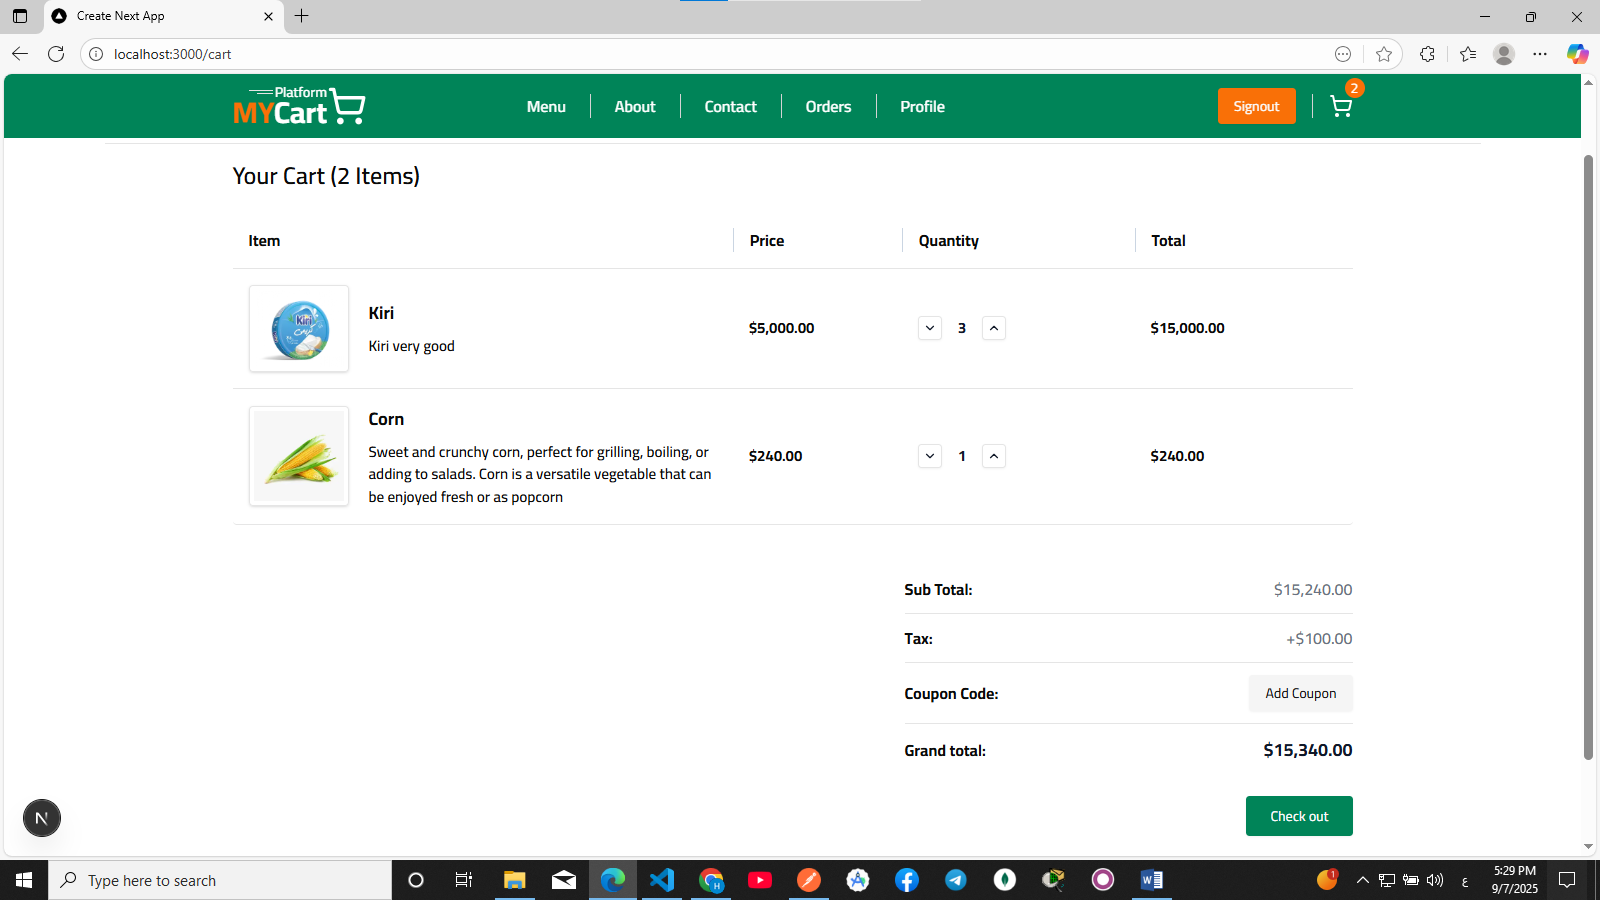 Create Next App
localhost:3000/cart
Platform
MYCart
Menu
About
Contact
Orders
Profile
Signout
2
Your Cart (2 Items)
Item
Price
Quantity
Total
Kiri
Kiri very good
$5,000.00
3
$15,000.00
Corn
Sweet and crunchy corn, perfect for grilling, boiling, or
adding to salads. Corn is a versatile vegetable that can
be enjoyed fresh or as popcorn
$240.00
1
$240.00
Sub Total:
$15,240.00
Tax:
+$100.00
Coupon Code:
Add Coupon
Grand total:
$15,340.00
Check out
N
Type here to search
1
ع
5:29 PM
9/7/2025